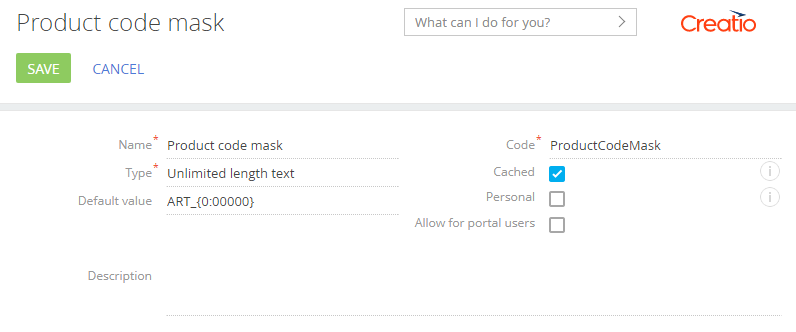 Product code mask
What can I do for you?
Creatio
SAVE CANCEL
Name* Product code mask
Code* ProductCodeMask
Type* Unlimited length text
Cached
i
Default value ART_{0:00000}
Personal
i
Allow for portal users
Description